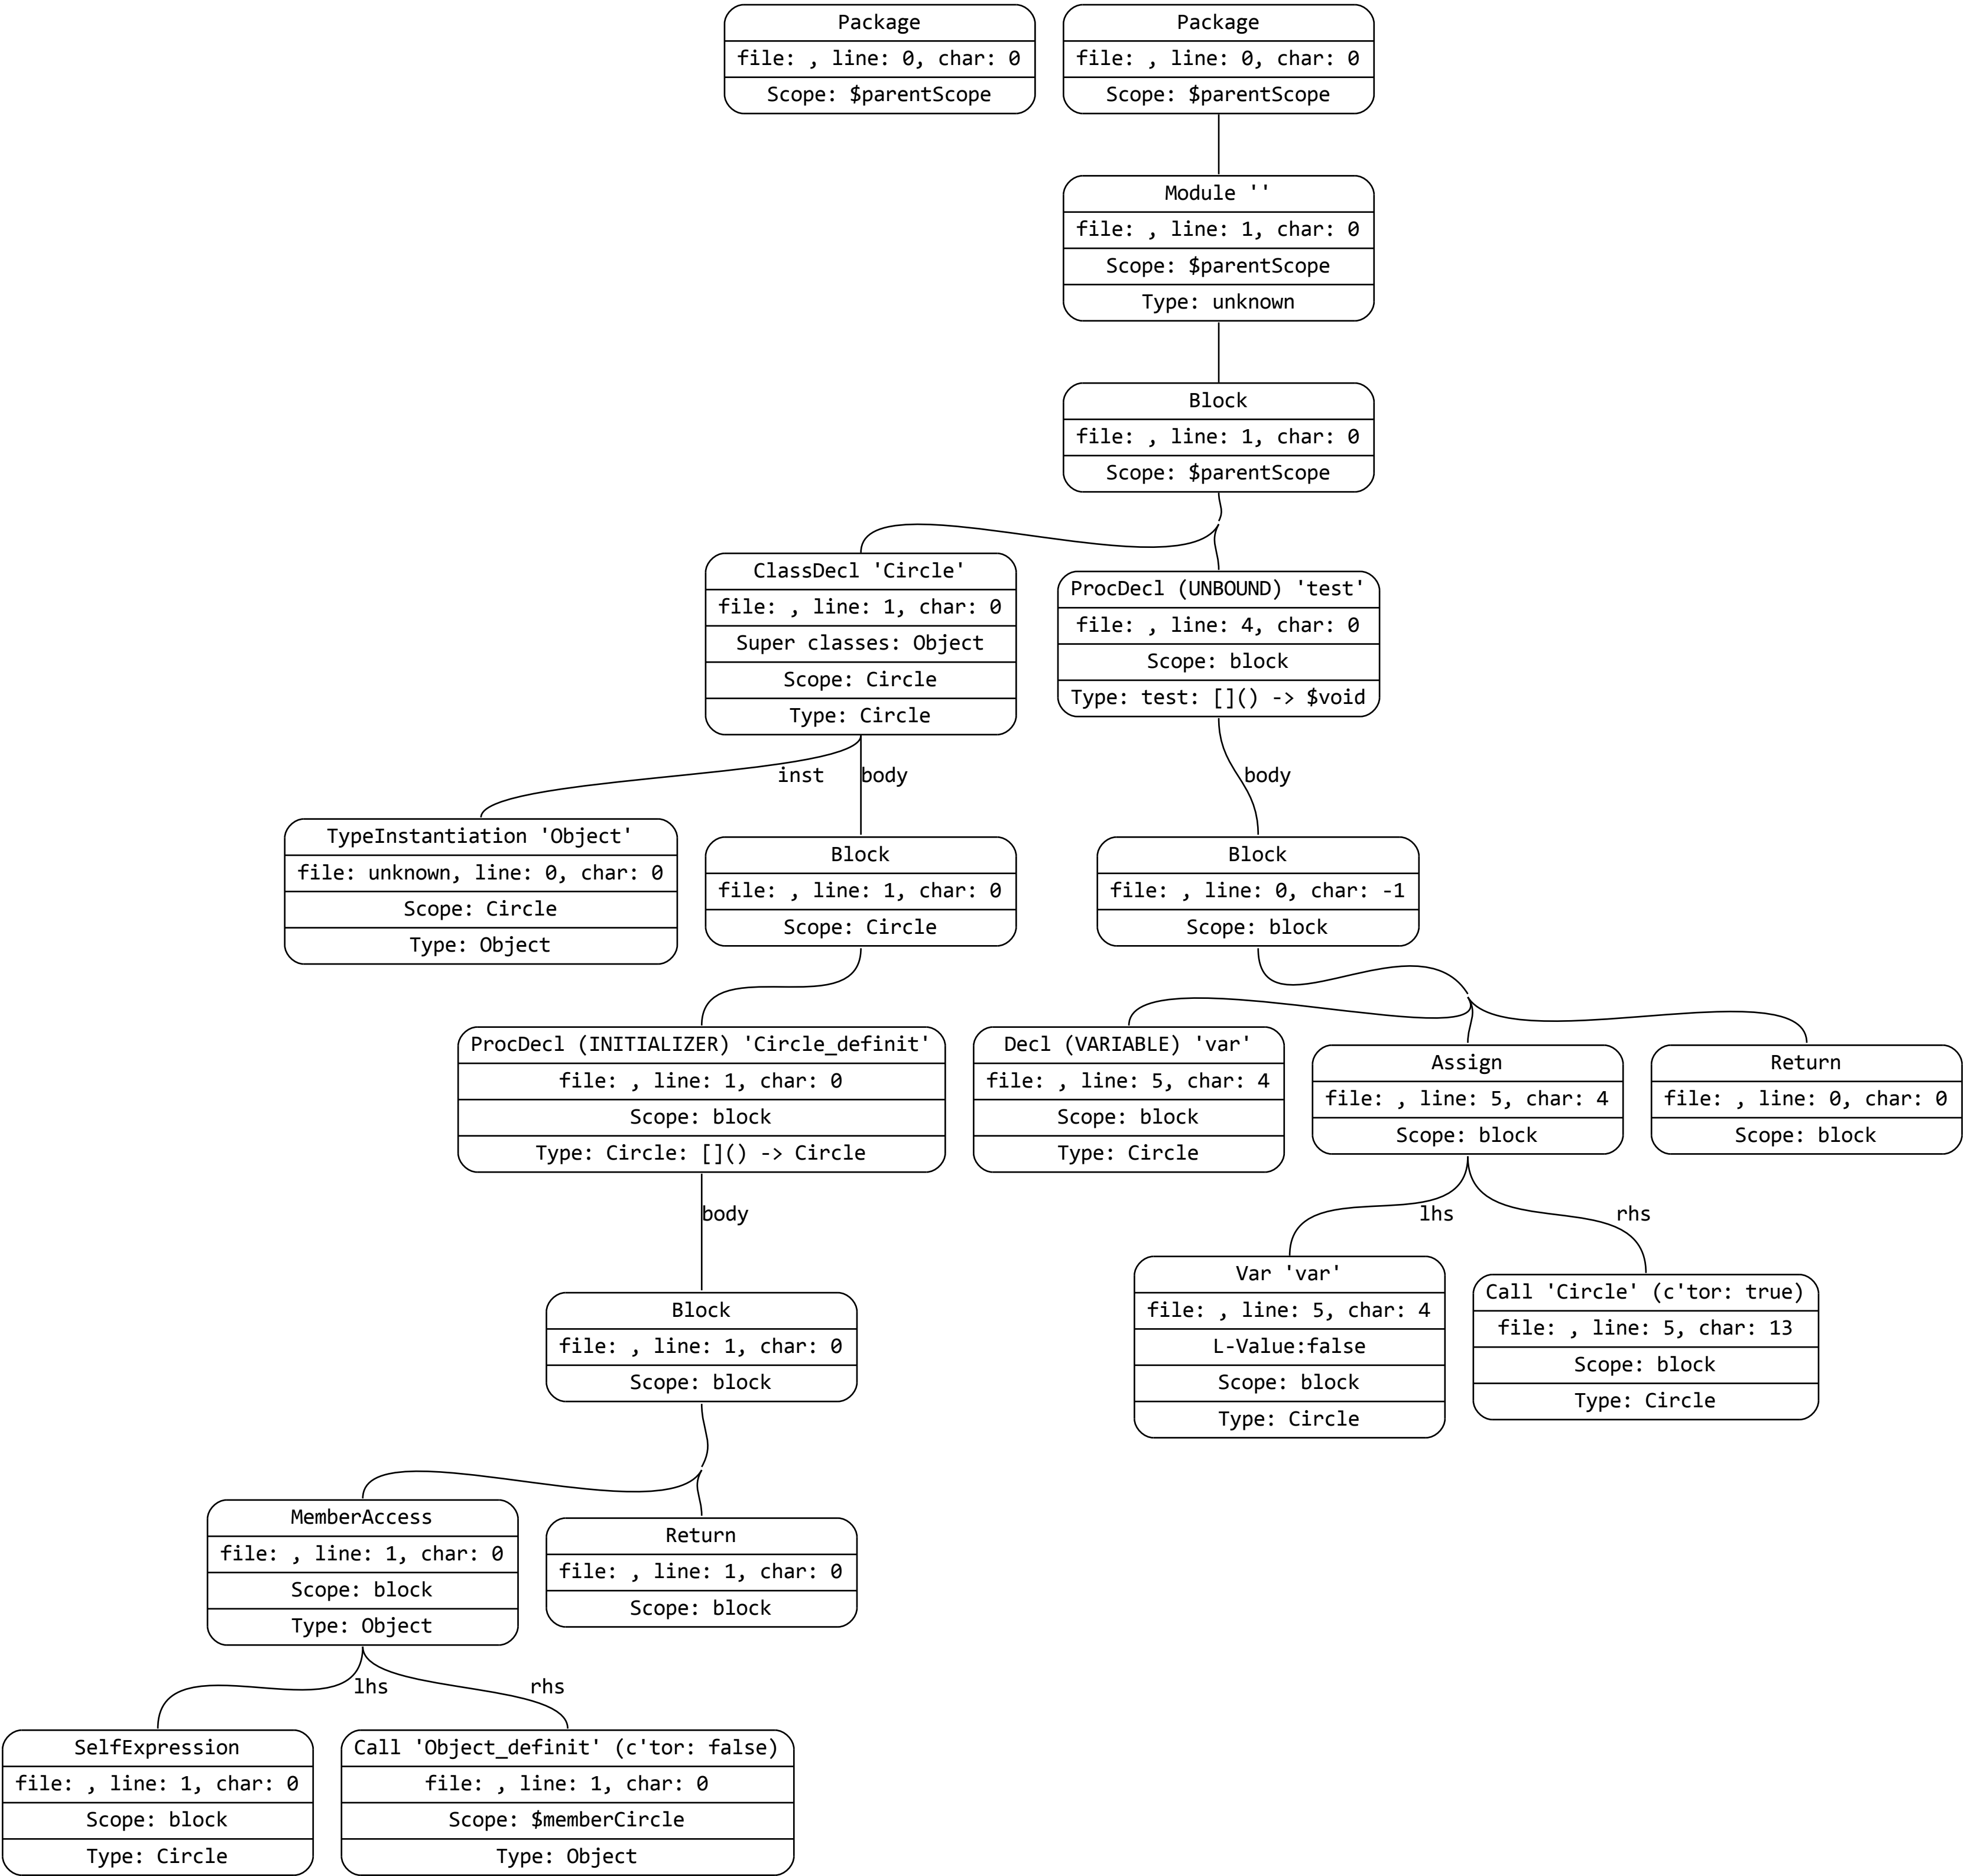 Package
file: , line: 0, char: 0
Scope: $parentScope
Package
file: , line: 0, char: 0
Scope: $parentScope
Module ''
file: , line: 1, char: 0
Scope: $parentScope
Type: unknown
Block
file: , line: 1, char: 0
Scope: $parentScope
ClassDecl 'Circle'
file: , line: 1, char: 0
Super classes: Object
Scope: Circle
Type: Circle
ProcDecl (UNBOUND) 'test'
file: , line: 4, char: 0
Scope: block
Type: test: []() -> $void
inst
body
body
TypeInstantiation 'Object'
file: unknown, line: 0, char: 0
Scope: Circle
Type: Object
Block
file: , line: 1, char: 0
Scope: Circle
Block
file: , line: 0, char: -1
Scope: block
ProcDecl (INITIALIZER) 'Circle_definit'
file: , line: 1, char: 0
Scope: block
Type: Circle: []() -> Circle
Decl (VARIABLE) 'var'
file: , line: 5, char: 4
Scope: block
Type: Circle
Assign
file: , line: 5, char: 4
Scope: block
Return
file: , line: 0, char: 0
Scope: block
body
lhs
rhs
Block
file: , line: 1, char: 0
Scope: block
Var 'var'
file: , line: 5, char: 4
L-Value:false
Scope: block
Type: Circle
Call 'Circle' (c'tor: true)
file: , line: 5, char: 13
Scope: block
Type: Circle
MemberAccess
file: , line: 1, char: 0
Scope: block
Type: Object
Return
file: , line: 1, char: 0
Scope: block
lhs
rhs
SelfExpression
file: , line: 1, char: 0
Scope: block
Type: Circle
Call 'Object_definit' (c'tor: false)
file: , line: 1, char: 0
Scope: $memberCircle
Type: Object